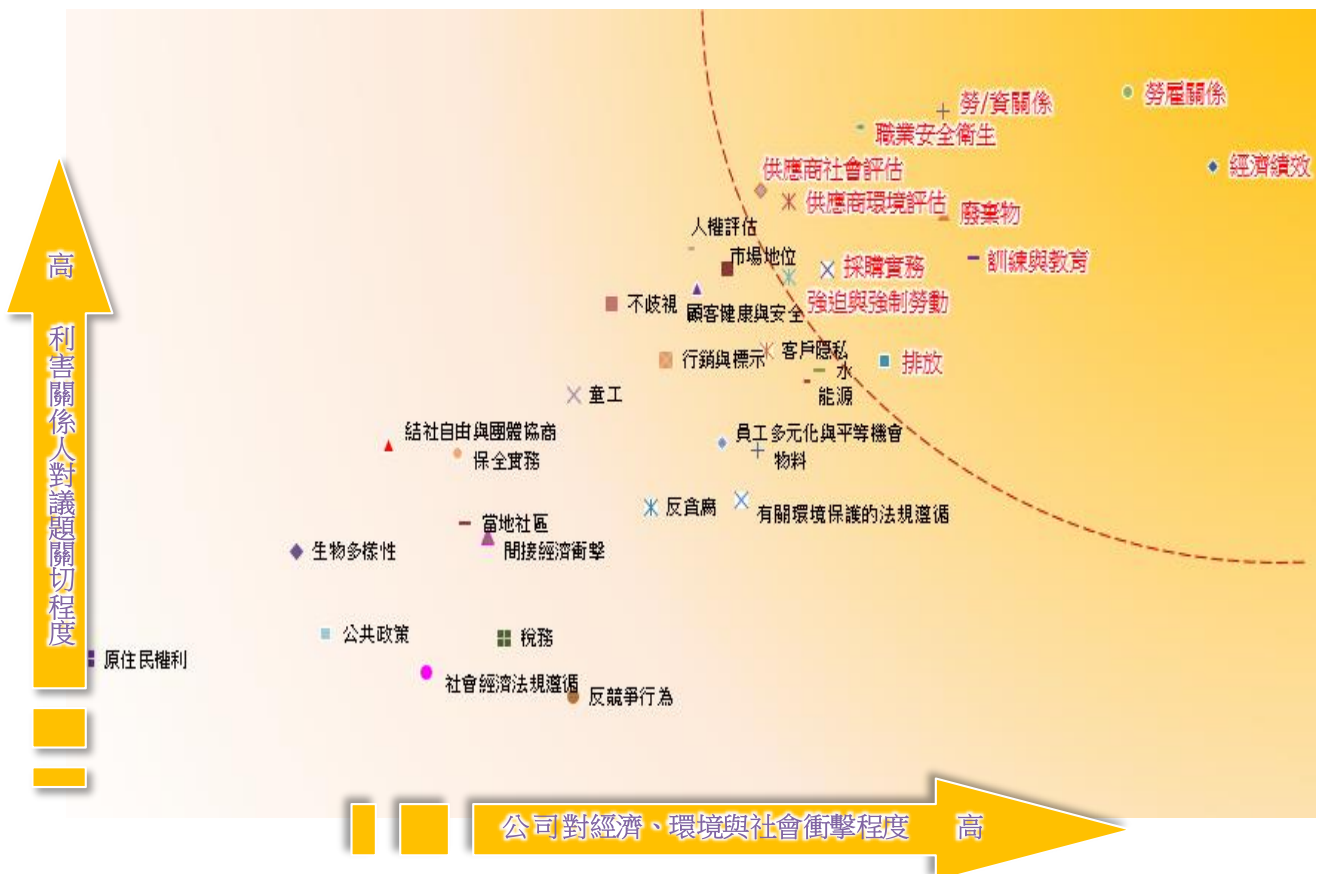 勞雇關係
勞/資關係
職業安全衛生
經濟績效
供應商社會評估
供應商環境評估
廢棄物
人權評估
市場地位
採購實務
訓練與教育
不歧視
顧客健康與安全
強迫與強制勞動
行銷與標示
客戶隱私
水
排放
能源
童工
結社自由與團體協商
員工多元化與平等機會
保全實務
物料
反貪腐
有關環境保護的法規遵循
當地社區
間接經濟衝擊
生物多樣性
公共政策
稅務
原住民權利
社會經濟法規遵循
反競爭行為
高 利害關係人對議題關切程度
公司對經濟、環境與社會衝擊程度 高